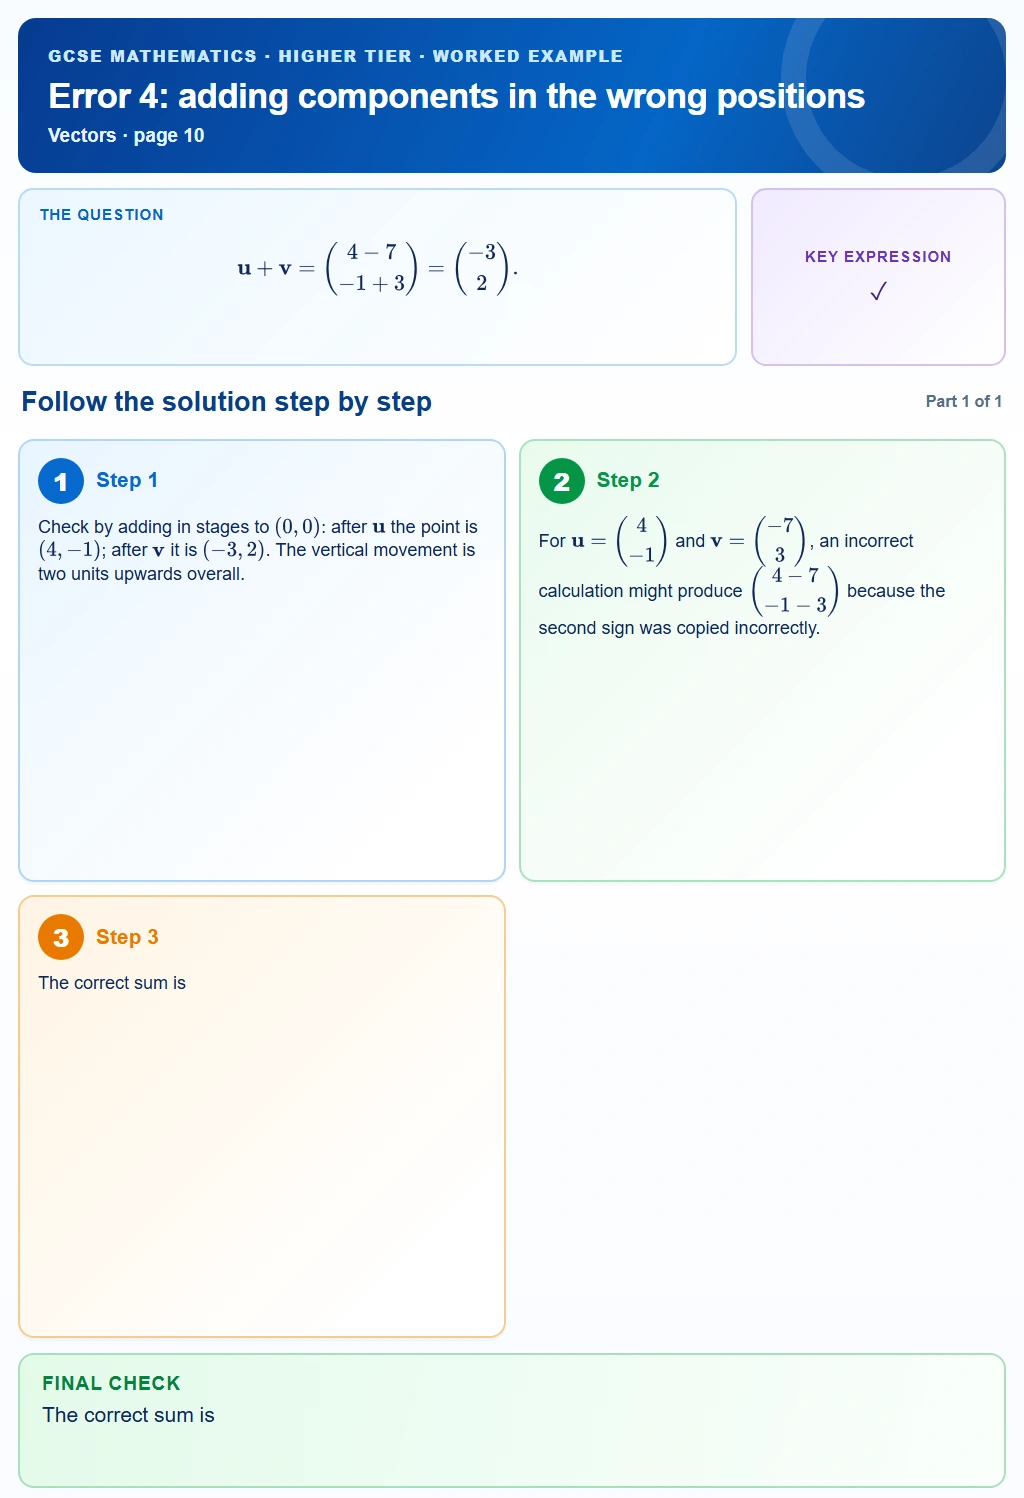 GCSE MATHEMATICS · HIGHER TIER · WORKED EXAMPLE
Error 4: adding components in the wrong positions
Vectors · page 10
THE QUESTION
u + v = (4 − 7 / −1 + 3) = (−3 / 2).
KEY EXPRESSION
✓
Follow the solution step by step
Part 1 of 1
1 Step 1
Check by adding in stages to (0, 0): after u the point is
(4, −1); after v it is (−3, 2). The vertical movement is
two units upwards overall.
2 Step 2
For u = (4 / −1) and v = (−7 / 3), an incorrect
calculation might produce (4 − 7 / −1 − 3) because the
second sign was copied incorrectly.
3 Step 3
The correct sum is
FINAL CHECK
The correct sum is